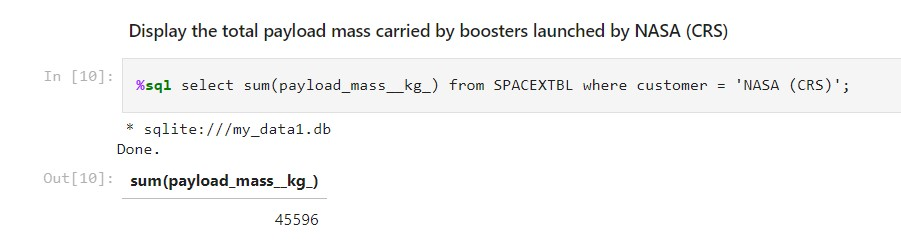 Display the total payload mass carried by boosters launched by NASA (CRS)
In [10]: %sql select sum(payload_mass__kg_) from SPACEXTBL where customer = 'NASA (CRS)';
* sqlite:///my_data1.db
Done.
Out[10]: sum(payload_mass__kg_)
45596